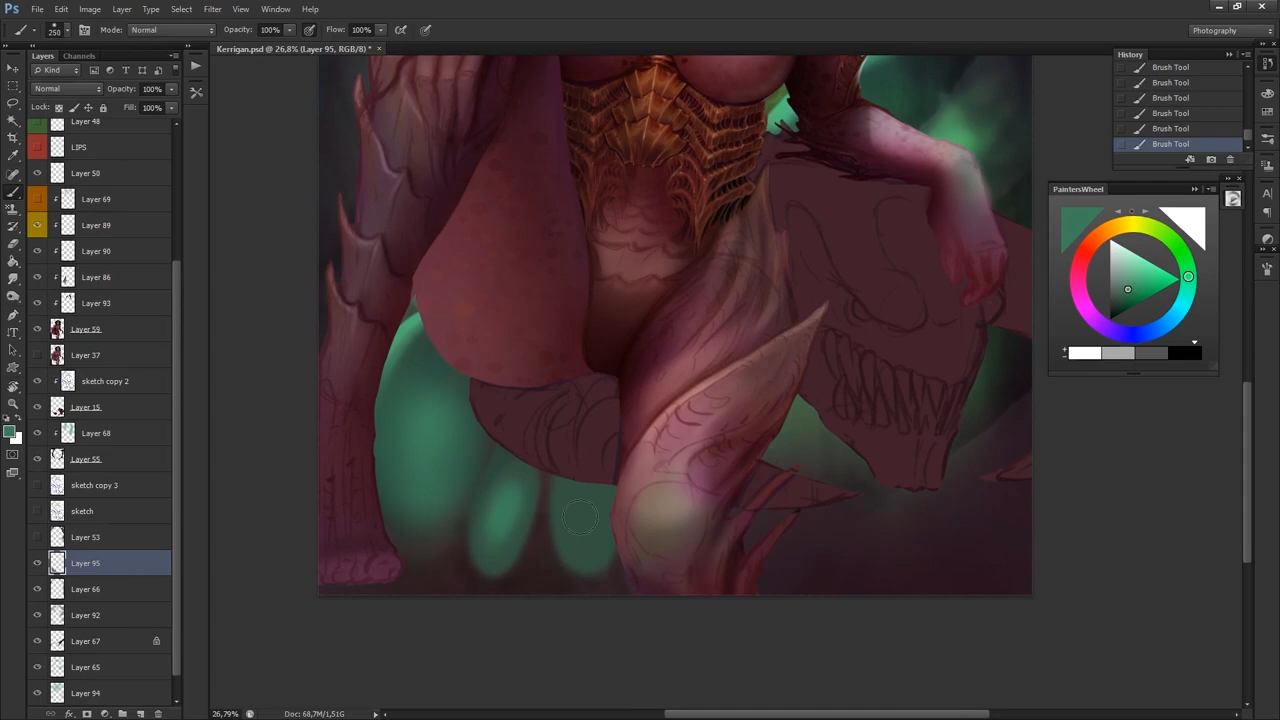 Ps File Edit Image Layer Type Select Filter View Window Help
250 Mode: Normal Opacity: 100% Flow: 100% Photography
Kerrigan.psd @ 26,8% (Layer 95, RGB/8) * ×
Layers Channels
Kind
Normal Opacity: 100%
Lock: Fill: 100%
Layer 48
LIPS
Layer 50
Layer 69
Layer 89
Layer 90
Layer 86
Layer 93
Layer 59
Layer 37
sketch copy 2
Layer 15
Layer 68
Layer 55
sketch copy 3
sketch
Layer 53
Layer 95
Layer 66
Layer 92
Layer 67
Layer 65
Layer 94
History
Brush Tool
Brush Tool
Brush Tool
Brush Tool
Brush Tool
Brush Tool
PaintersWheel
26,79% Doc: 68,7M/1,51G